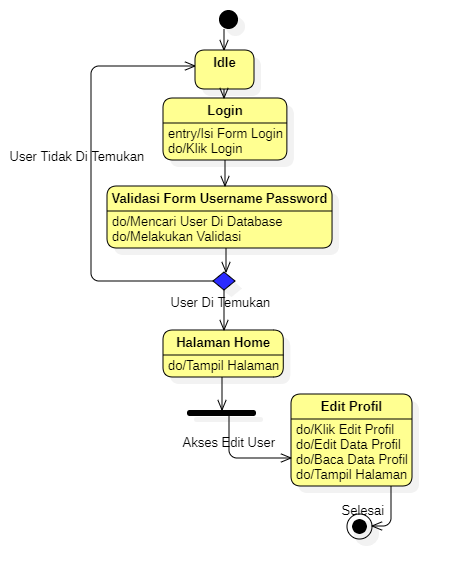 Idle
Login
entry/Isi Form Login
do/Klik Login
User Tidak Di Temukan
Validasi Form Username Password
do/Mencari User Di Database
do/Melakukan Validasi
User Di Temukan
Halaman Home
do/Tampil Halaman
Edit Profil
do/Klik Edit Profil
do/Edit Data Profil
do/Baca Data Profil
do/Tampil Halaman
Akses Edit User
Selesai